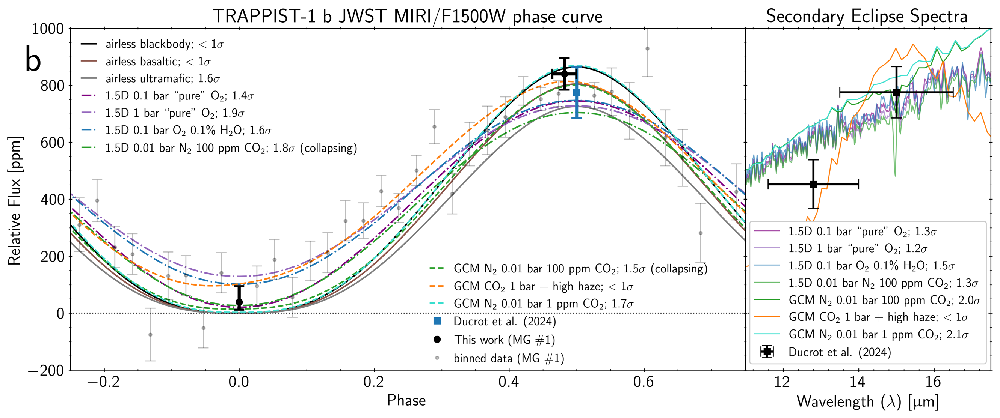 TRAPPIST-1 b JWST MIRI/F1500W phase curve
Secondary Eclipse Spectra
b
1000
800
600
400
200
0
−200
Relative Flux [ppm]
airless blackbody; < 1σ
airless basaltic; < 1σ
airless ultramafic; 1.6σ
1.5D 0.1 bar “pure” O₂; 1.4σ
1.5D 1 bar “pure” O₂; 1.9σ
1.5D 0.1 bar O₂ 0.1% H₂O; 1.6σ
1.5D 0.01 bar N₂ 100 ppm CO₂; 1.8σ (collapsing)
GCM N₂ 0.01 bar 100 ppm CO₂; 1.5σ (collapsing)
GCM CO₂ 1 bar + high haze; < 1σ
GCM N₂ 0.01 bar 1 ppm CO₂; 1.7σ
Ducrot et al. (2024)
This work (MG #1)
binned data (MG #1)
−0.2 0.0 0.2 0.4 0.6
Phase
1.5D 0.1 bar “pure” O₂; 1.3σ
1.5D 1 bar “pure” O₂; 1.2σ
1.5D 0.1 bar O₂ 0.1% H₂O; 1.5σ
1.5D 0.01 bar N₂ 100 ppm CO₂; 1.3σ
GCM N₂ 0.01 bar 100 ppm CO₂; 2.0σ
GCM CO₂ 1 bar + high haze; < 1σ
GCM N₂ 0.01 bar 1 ppm CO₂; 2.1σ
Ducrot et al. (2024)
12 14 16
Wavelength (λ) [μm]